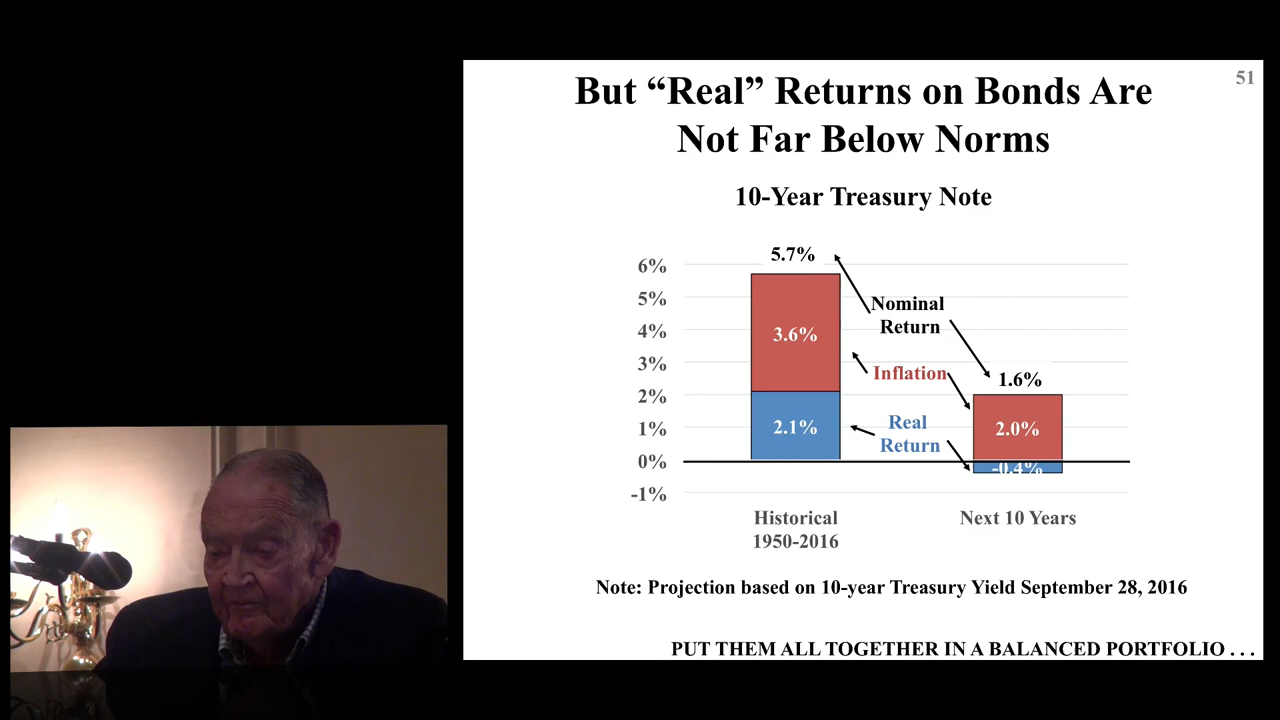 51
But “Real” Returns on Bonds Are
Not Far Below Norms
10-Year Treasury Note
6%
5%
4%
3%
2%
1%
0%
-1%
5.7%
3.6%
2.1%
Nominal
Return
Inflation
Real
Return
1.6%
2.0%
-0.4%
Historical
1950-2016
Next 10 Years
Note: Projection based on 10-year Treasury Yield September 28, 2016
PUT THEM ALL TOGETHER IN A BALANCED PORTFOLIO . . .